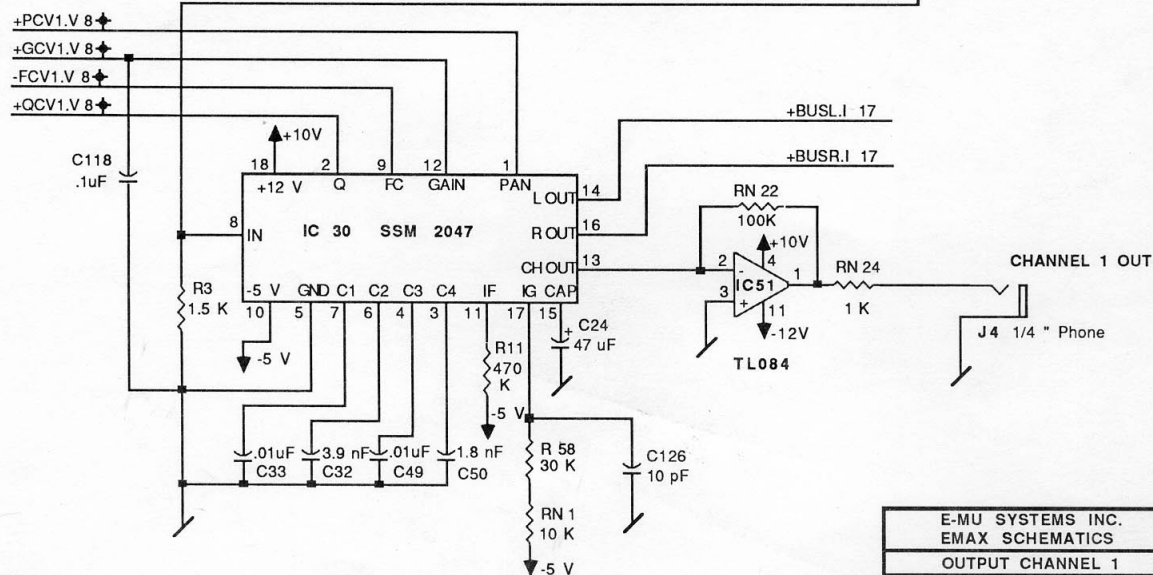 +PCV1.V 8
+GCV1.V 8
-FCV1.V 8
+QCV1.V 8
+BUSL.I 17
+BUSR.I 17
C118
.1uF
+10V
18
2
9
12
1
+12 V
Q
FC
GAIN
PAN
L OUT
14
R OUT
16
CH OUT
13
8
IN
IC 30 SSM 2047
-5 V
GND
C1
C2
C3
C4
IF
IG
CAP
10
5
7
6
4
3
11
17
15
R3
1.5 K
-5 V
R11
470
K
-5 V
C24
+
47 uF
RN 22
100K
+10V
2
-
4
IC51
1
3
+
11
-12V
TL084
RN 24
1 K
CHANNEL 1 OUT
J4 1/4 " Phone
.01uF
C33
3.9 nF
C32
.01uF
C49
1.8 nF
C50
R 58
30 K
C126
10 pF
RN 1
10 K
-5 V
E-MU SYSTEMS INC.
EMAX SCHEMATICS
OUTPUT CHANNEL 1